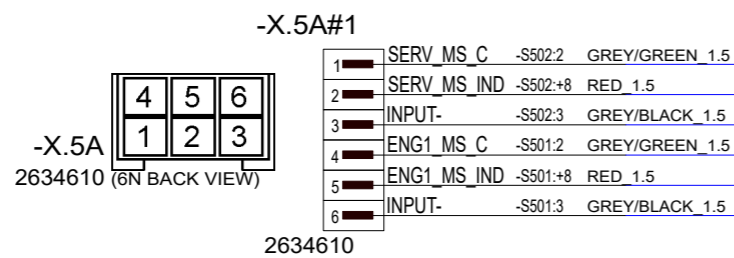 -X.5A#1
4 5 6
1 2 3
-X.5A
2634610 (6N BACK VIEW)
1 SERV_MS_C -S502:2 GREY/GREEN_1.5
2 SERV_MS_IND -S502:+8 RED_1.5
3 INPUT- -S502:3 GREY/BLACK_1.5
4 ENG1_MS_C -S501:2 GREY/GREEN_1.5
5 ENG1_MS_IND -S501:+8 RED_1.5
6 INPUT- -S501:3 GREY/BLACK_1.5
2634610